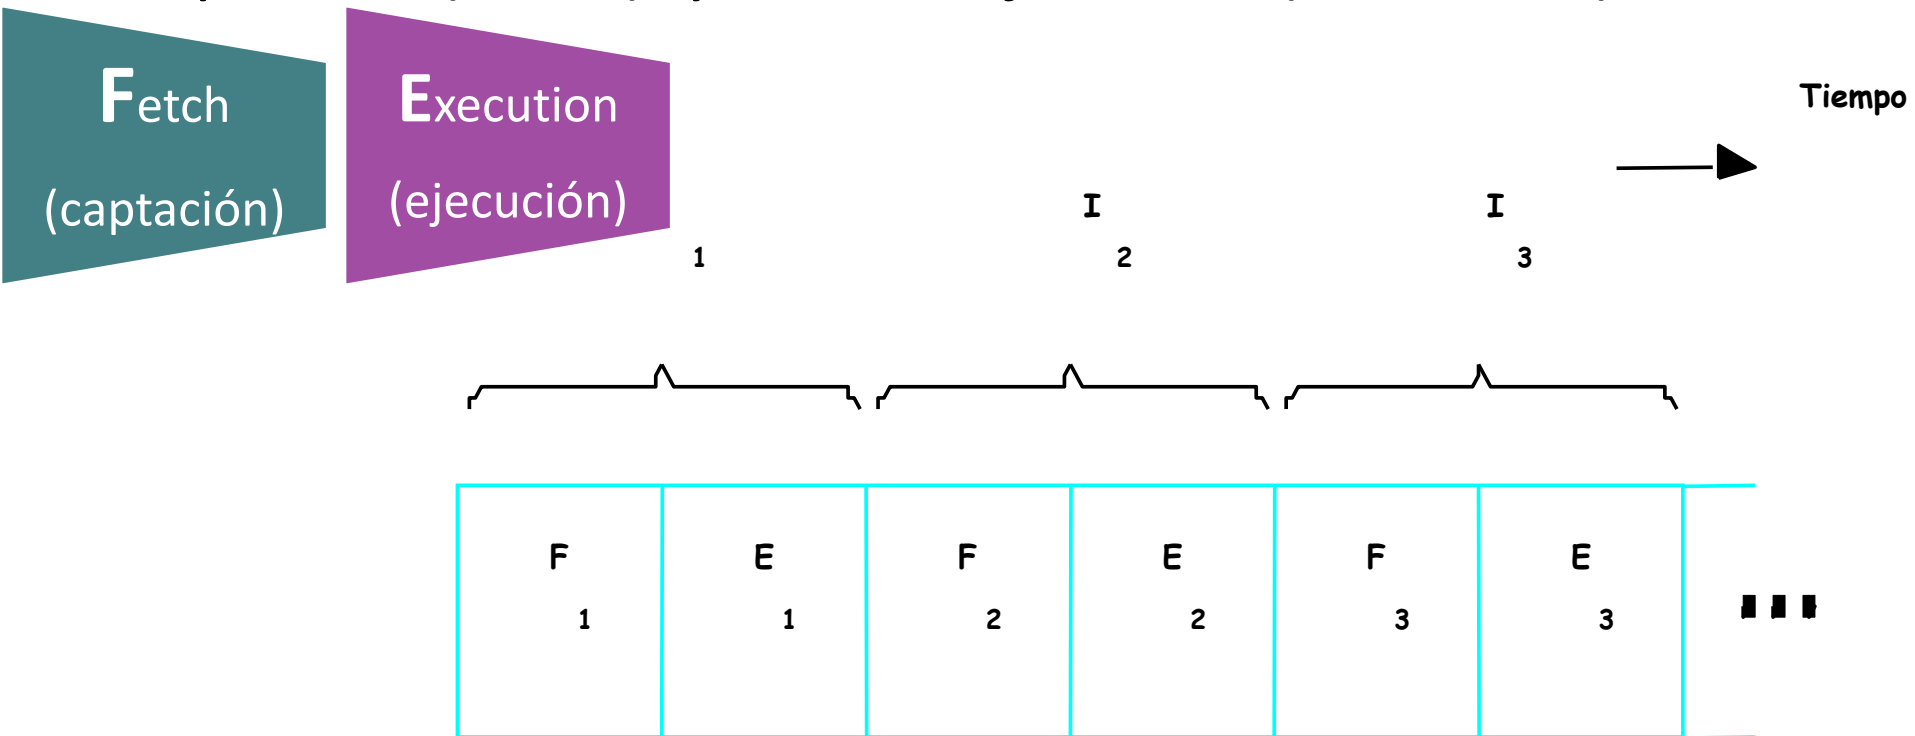 Fetch
(captación)
Execution
(ejecución)
Tiempo
1
I
2
I
3
F
1
E
1
F
2
E
2
F
3
E
3
...